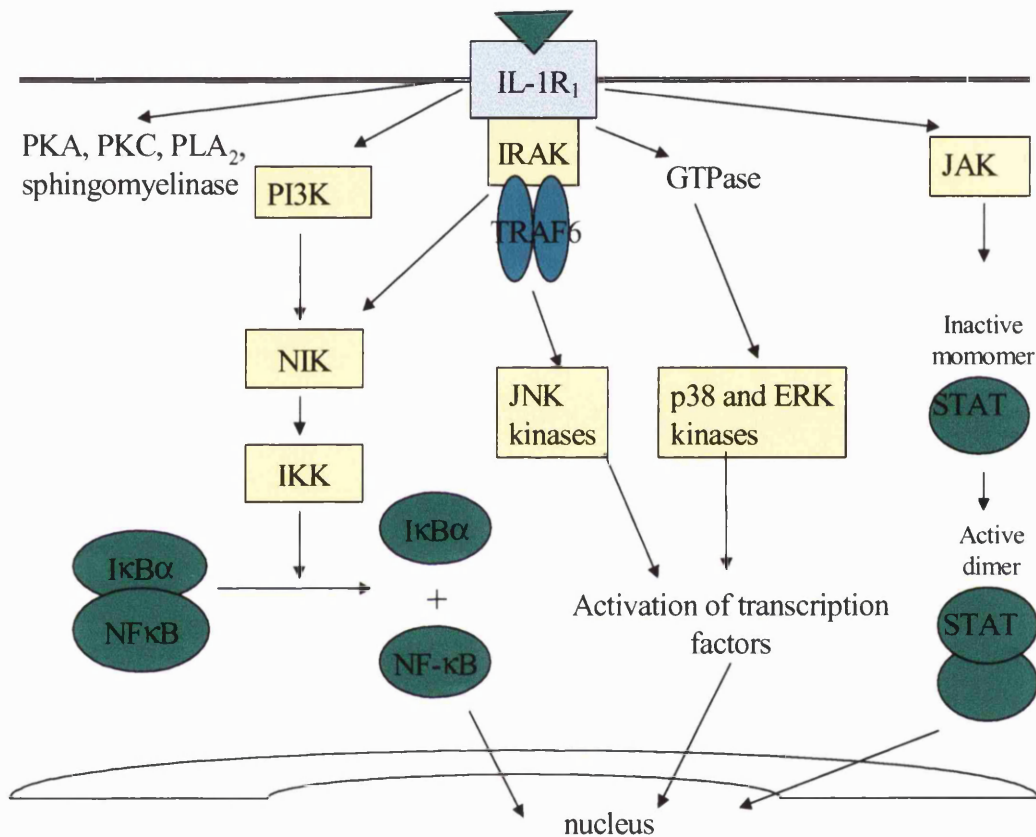 IL-1R1
PKA, PKC, PLA2,
sphingomyelinase
PI3K
IRAK
GTPase
JAK
TRAF6
NIK
JNK
kinases
p38 and ERK
kinases
Inactive
momomer
STAT
IKK
IκBα
IκBα
+
NFκB
NF-κB
Activation of transcription
factors
Active
dimer
STAT
nucleus